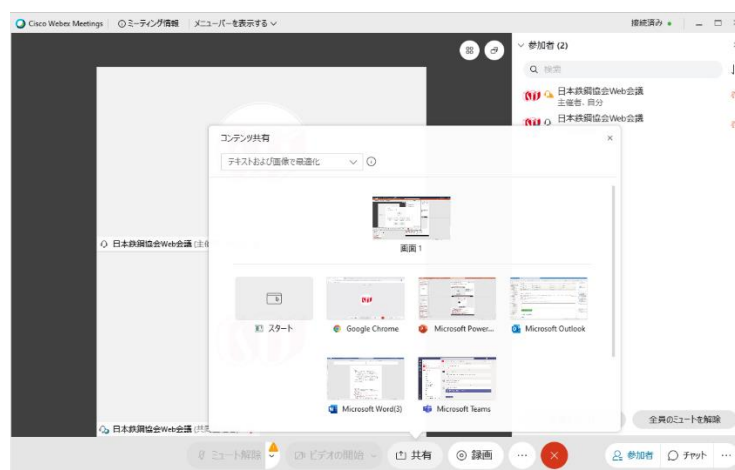 Cisco Webex Meetings
ミーティング情報
メニューバーを表示する
接続済み
参加者 (2)
検索
日本鉄鋼協会Web会議
主催者、自分
日本鉄鋼協会Web会議
コンテンツ共有
テキストおよび画像で最適化
画面 1
日本鉄鋼協会Web会議
スタート
Google Chrome
Microsoft Power...
Microsoft Outlook
Microsoft Word(3)
Microsoft Teams
日本鉄鋼協会Web会議
全員のミュートを解除
ミュート解除
ビデオの開始
共有
録画
参加者
チャット